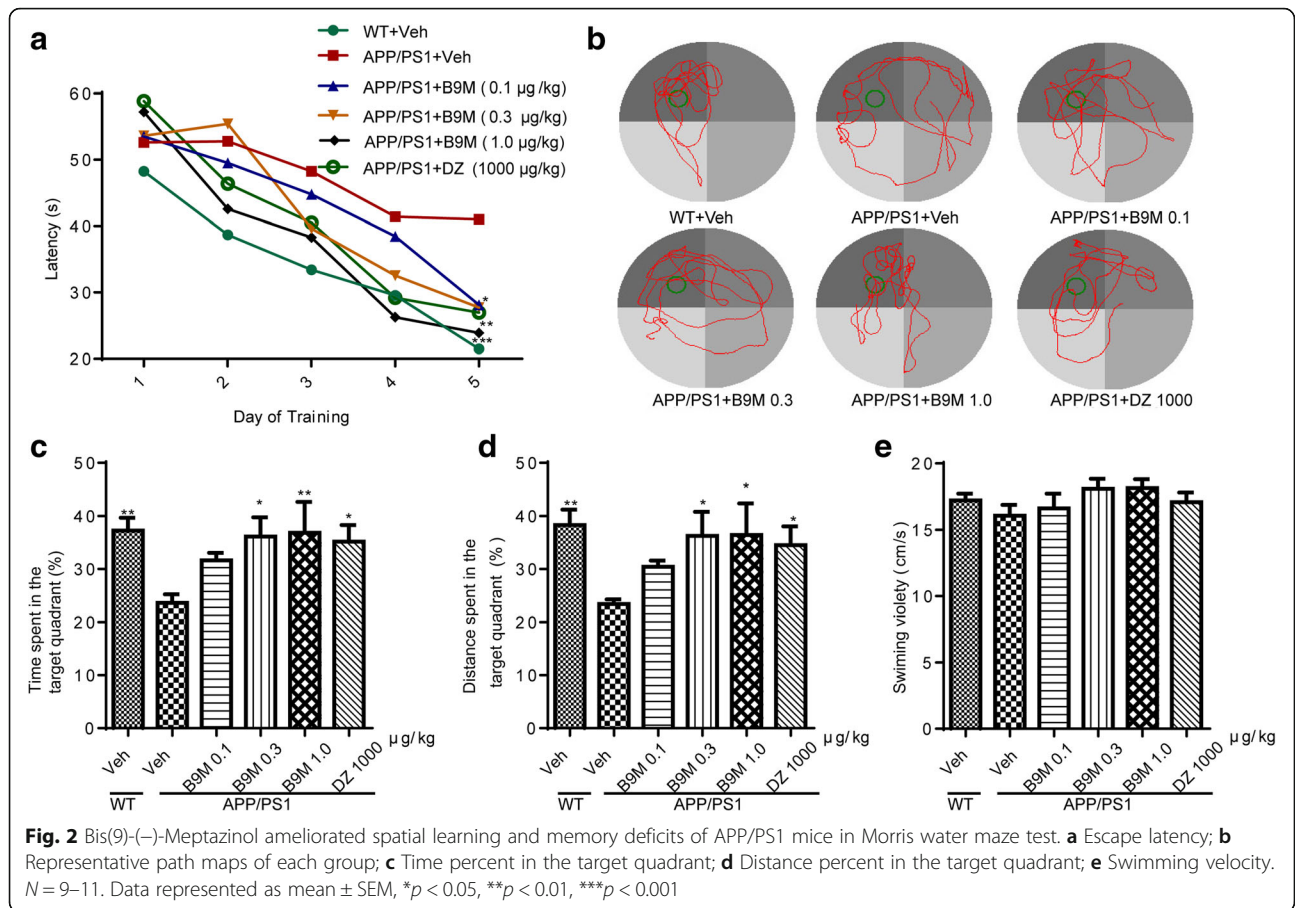 a
WT+Veh
APP/PS1+Veh
APP/PS1+B9M ( 0.1 µg /kg)
APP/PS1+B9M ( 0.3 µg/kg)
APP/PS1+B9M ( 1.0 µg/kg)
APP/PS1+DZ (1000 µg/kg)
60
50
40
30
20
Latency (s)
*
**
***
1 2 3 4 5
Day of Training
b
WT+Veh
APP/PS1+Veh
APP/PS1+B9M 0.1
APP/PS1+B9M 0.3
APP/PS1+B9M 1.0
APP/PS1+DZ 1000
c
Time spent in the
target quadrant (%)
50
40
30
20
10
0
** * ** *
Veh Veh B9M 0.1 B9M 0.3 B9M 1.0 DZ 1000
µg/kg
WT APP/PS1
d
Distance spent in the
target quadrant (%)
50
40
30
20
10
0
** * * *
Veh Veh B9M 0.1 B9M 0.3 B9M 1.0 DZ 1000
µg/kg
WT APP/PS1
e
Swiming violety ( cm/s)
20
15
10
5
0
Veh Veh B9M 0.1 B9M 0.3 B9M 1.0 DZ 1000
µg/kg
WT APP/PS1
Fig. 2 Bis(9)-(−)-Meptazinol ameliorated spatial learning and memory deficits of APP/PS1 mice in Morris water maze test. a Escape latency; b
Representative path maps of each group; c Time percent in the target quadrant; d Distance percent in the target quadrant; e Swimming velocity.
N = 9–11. Data represented as mean ± SEM, *p < 0.05, **p < 0.01, ***p < 0.001